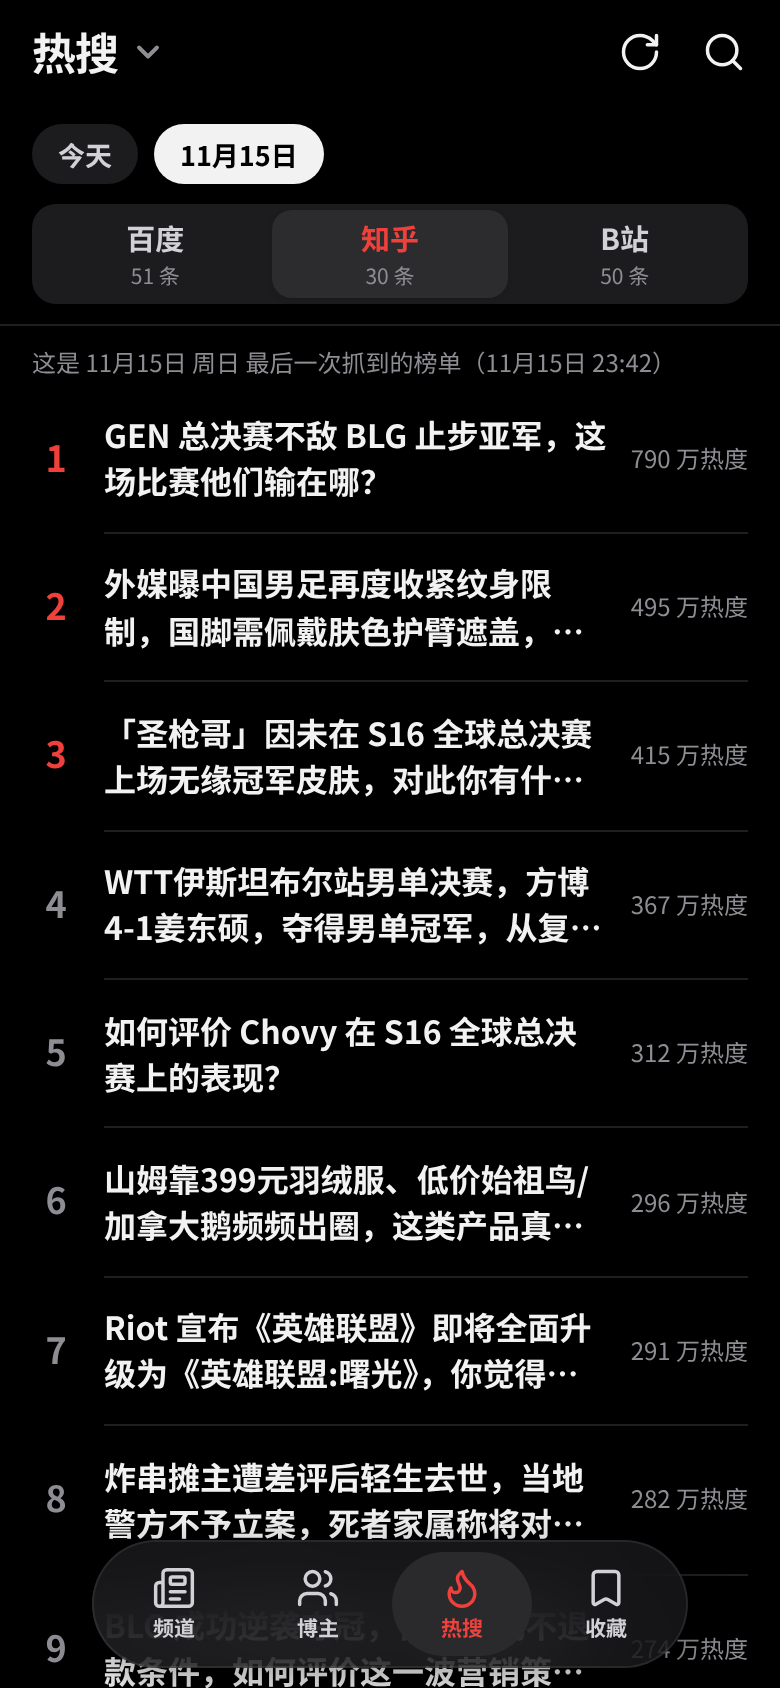 热搜
今天
11月15日
百度
51 条
知乎
30 条
B站
50 条
这是 11月15日 周日 最后一次抓到的榜单（11月15日 23:42）
1
GEN 总决赛不敌 BLG 止步亚军，这
场比赛他们输在哪？
790 万热度
2
外媒曝中国男足再度收紧纹身限
制，国脚需佩戴肤色护臂遮盖，…
495 万热度
3
「圣枪哥」因未在 S16 全球总决赛
上场无缘冠军皮肤，对此你有什…
415 万热度
4
WTT伊斯坦布尔站男单决赛，方博
4-1姜东硕，夺得男单冠军，从复…
367 万热度
5
如何评价 Chovy 在 S16 全球总决
赛上的表现？
312 万热度
6
山姆靠399元羽绒服、低价始祖鸟/
加拿大鹅频频出圈，这类产品真…
296 万热度
7
Riot 宣布《英雄联盟》即将全面升
级为《英雄联盟:曙光》，你觉得…
291 万热度
8
炸串摊主遭差评后轻生去世，当地
警方不予立案，死者家属称将对…
282 万热度
9
BLG 成功逆袭夺冠，不退
款条件，如何评价这一波营销策…
274 万热度
频道
博主
热搜
收藏